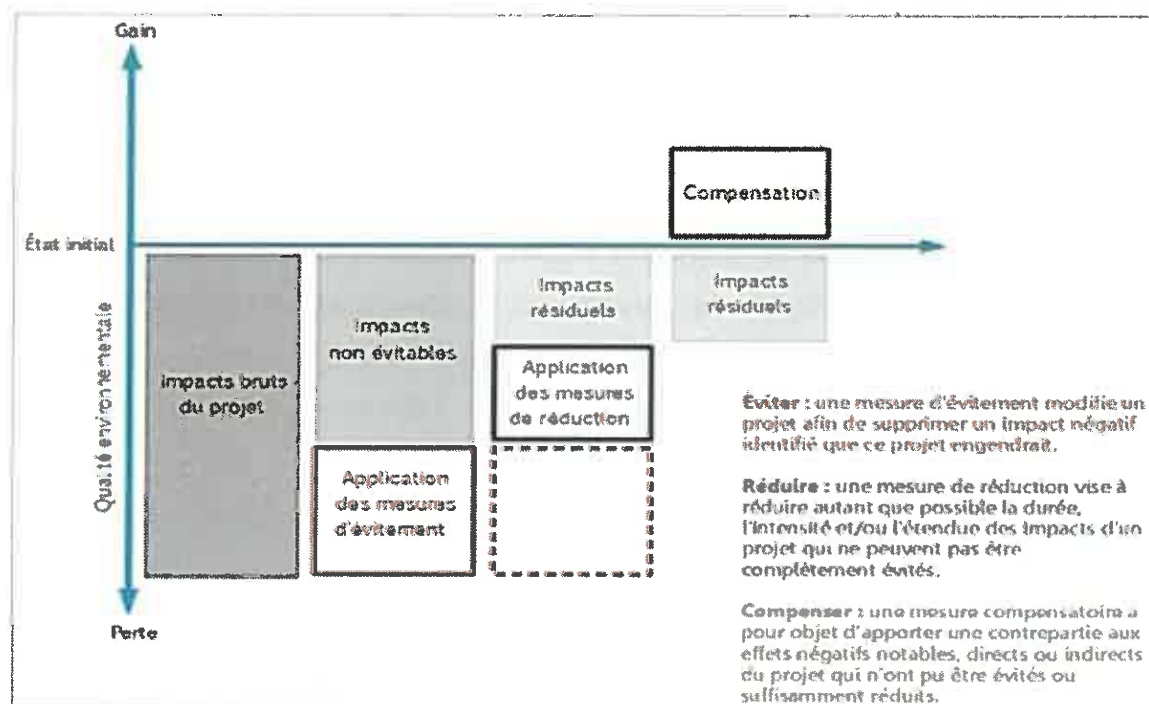 Gain
Compensation
État initial
Impacts
résiduels
Impacts
résiduels
Impacts
non évitables
Impacts bruts
du projet
Application
des mesures
de réduction
Application
des mesures
d'évitement
Qualité environnementale
Perte
Éviter : une mesure d'évitement modifie un
projet afin de supprimer un impact négatif
identifié que ce projet engendrait.
Réduire : une mesure de réduction vise à
réduire autant que possible la durée,
l'intensité et/ou l'étendue des impacts d'un
projet qui ne peuvent pas être
complètement évités.
Compenser : une mesure compensatoire a
pour objet d'apporter une contrepartie aux
effets négatifs notables, directs ou indirects
du projet qui n'ont pu être évités ou
suffisamment réduits.